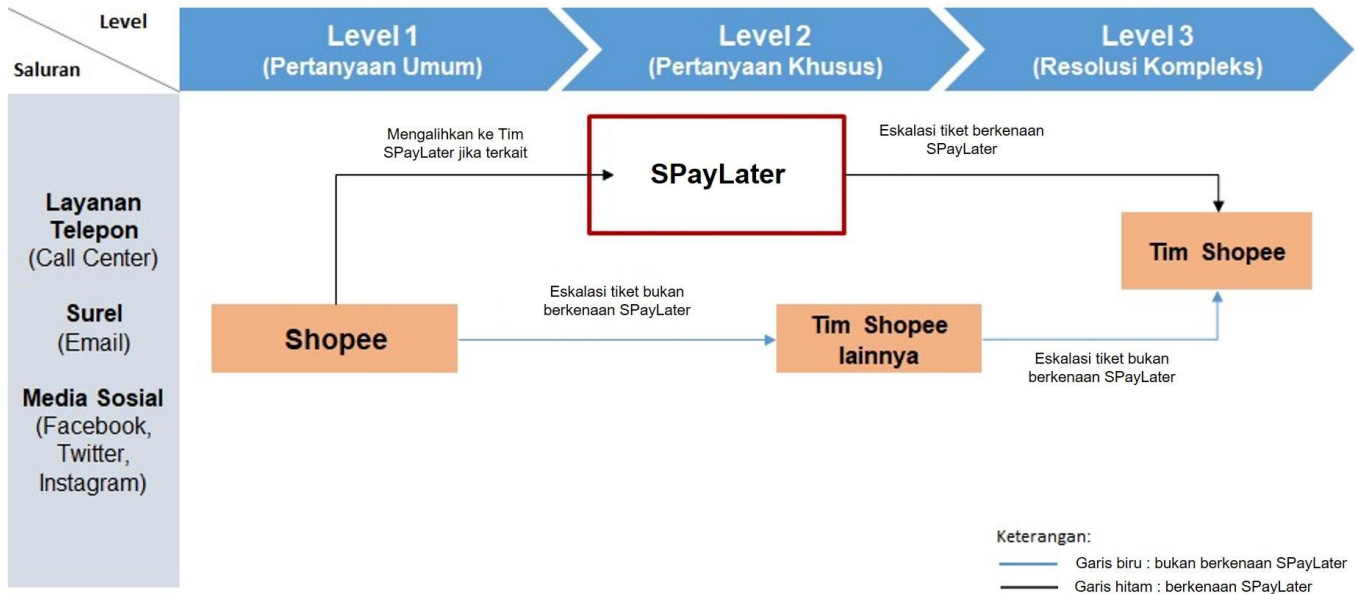 Level
Saluran
Level 1
(Pertanyaan Umum)
Level 2
(Pertanyaan Khusus)
Level 3
(Resolusi Kompleks)
Layanan
Telepon
(Call Center)
Surel
(Email)
Media Sosial
(Facebook,
Twitter,
Instagram)
Mengalihkan ke Tim
SPayLater jika terkait
SPayLater
Eskalasi tiket berkenaan
SPayLater
Tim Shopee
Shopee
Eskalasi tiket bukan
berkenaan SPayLater
Tim Shopee
lainnya
Eskalasi tiket bukan
berkenaan SPayLater
Keterangan:
Garis biru : bukan berkenaan SPayLater
Garis hitam : berkenaan SPayLater